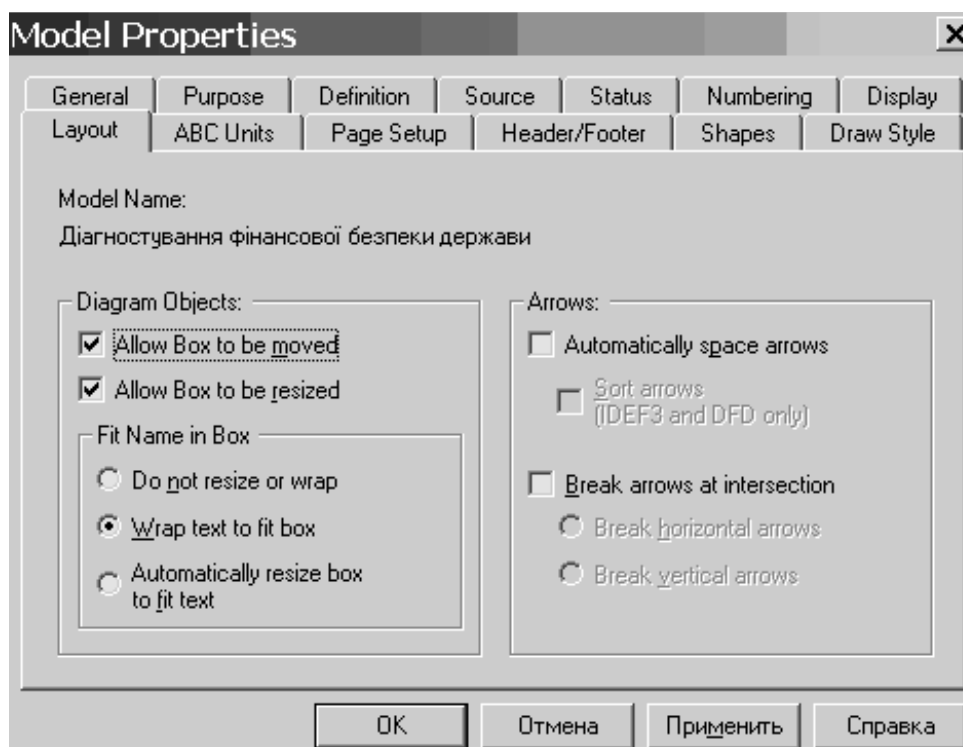 Model Properties
General Purpose Definition Source Status Numbering Display
Layout ABC Units Page Setup Header/Footer Shapes Draw Style
Model Name:
Діагностування фінансової безпеки держави
Diagram Objects:
Allow Box to be moved
Allow Box to be resized
Fit Name in Box
Do not resize or wrap
Wrap text to fit box
Automatically resize box
to fit text
Arrows:
Automatically space arrows
Sort arrows
(IDEF3 and DFD only)
Break arrows at intersection
Break horizontal arrows
Break vertical arrows
OK Отмена Применить Справка